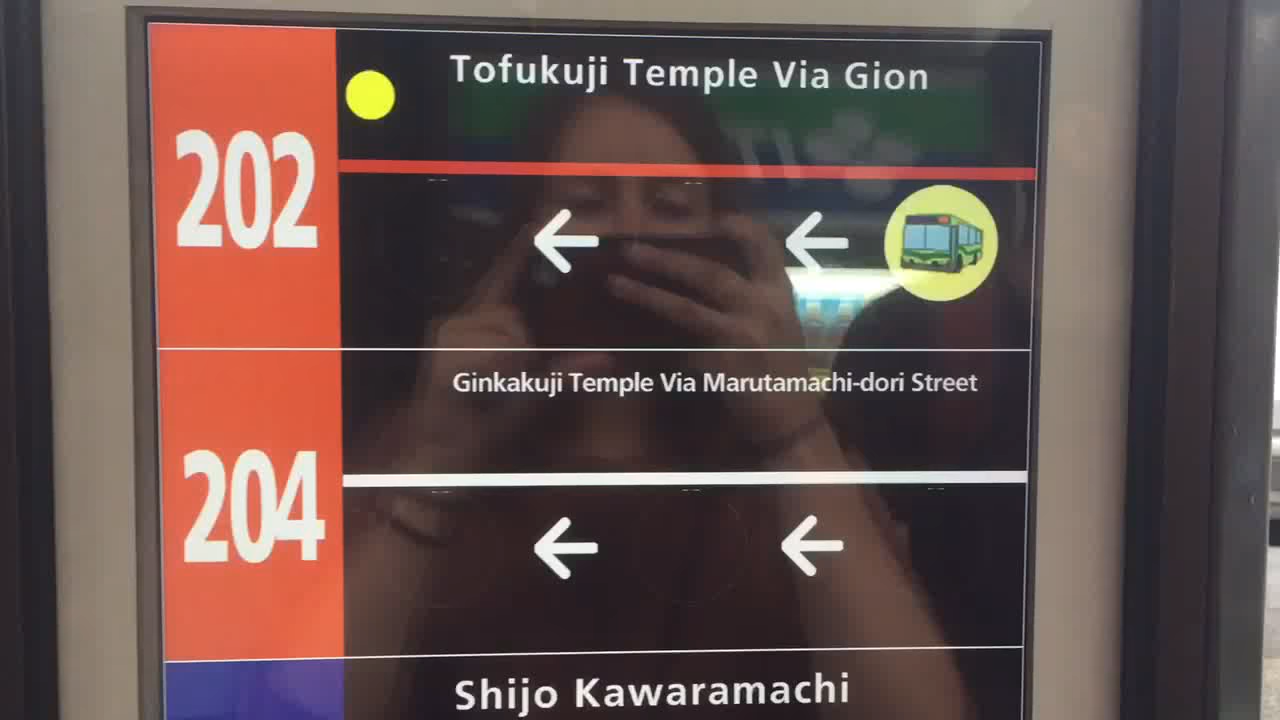 Tofukuji Temple Via Gion
202
Ginkakuji Temple Via Marutamachi-dori Street
204
Shijo Kawaramachi